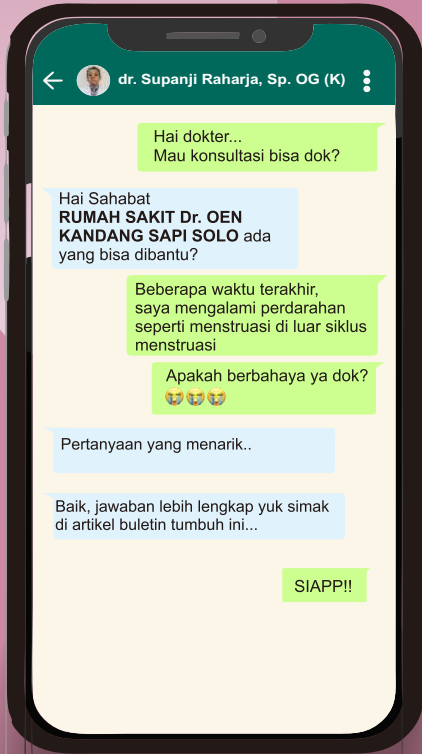 dr. Supanji Raharja, Sp. OG (K)
Hai dokter...
Mau konsultasi bisa dok?
Hai Sahabat
RUMAH SAKIT Dr. OEN
KANDANG SAPI SOLO ada
yang bisa dibantu?
Beberapa waktu terakhir,
saya mengalami perdarahan
seperti menstruasi di luar siklus
menstruasi
Apakah berbahaya ya dok?
😭😭😭
Pertanyaan yang menarik..
Baik, jawaban lebih lengkap yuk simak
di artikel buletin tumbuh ini...
SIAPP!!